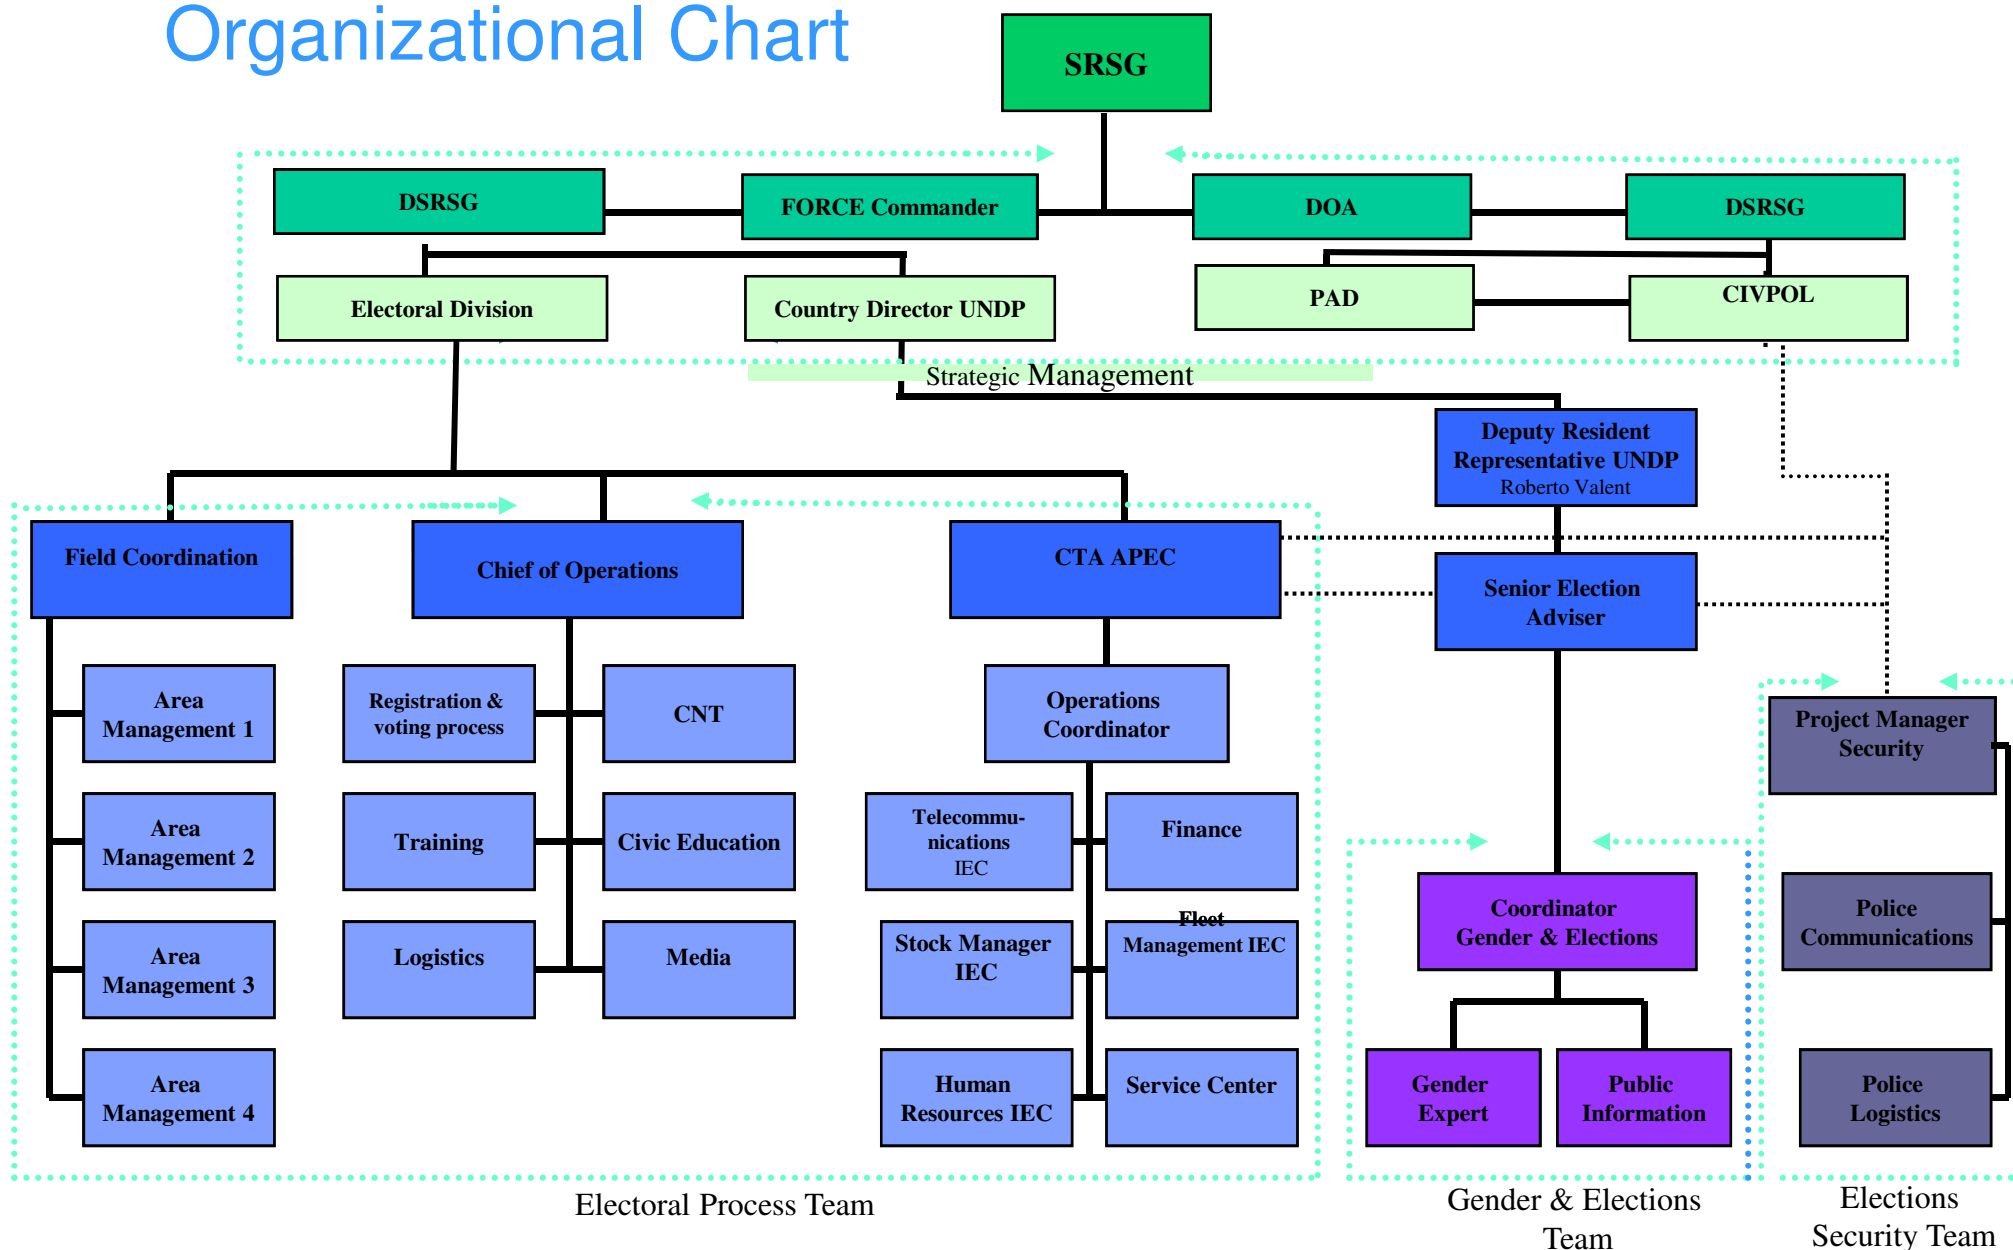 Organizational Chart
SRSG
DSRSG
FORCE Commander
DOA
DSRSG
Electoral Division
Country Director UNDP
PAD
CIVPOL
Strategic Management
Deputy Resident
Representative UNDP
Roberto Valent
Field Coordination
Chief of Operations
CTA APEC
Senior Election
Adviser
Area
Management 1
Registration &
voting process
CNT
Operations
Coordinator
Project Manager
Security
Area
Management 2
Training
Civic Education
Telecommu-
nications
IEC
Finance
Coordinator
Gender & Elections
Police
Communications
Area
Management 3
Logistics
Media
Stock Manager
IEC
Fleet
Management IEC
Area
Management 4
Human
Resources IEC
Service Center
Gender
Expert
Public
Information
Police
Logistics
Electoral Process Team
Gender & Elections
Team
Elections
Security Team